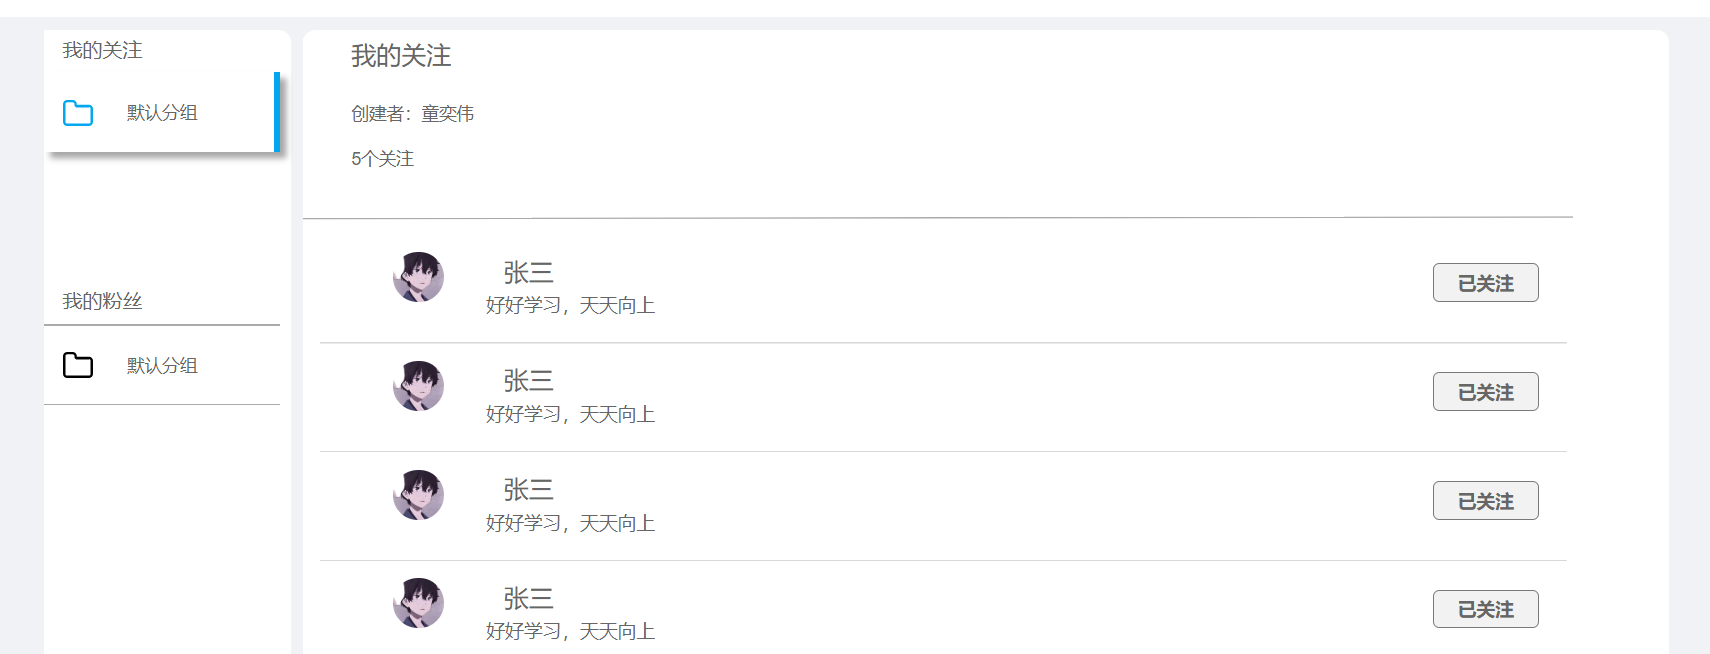 我的关注
默认分组
我的粉丝
默认分组
我的关注
创建者：童奕伟
5个关注
张三
好好学习，天天向上
已关注
张三
好好学习，天天向上
已关注
张三
好好学习，天天向上
已关注
张三
好好学习，天天向上
已关注